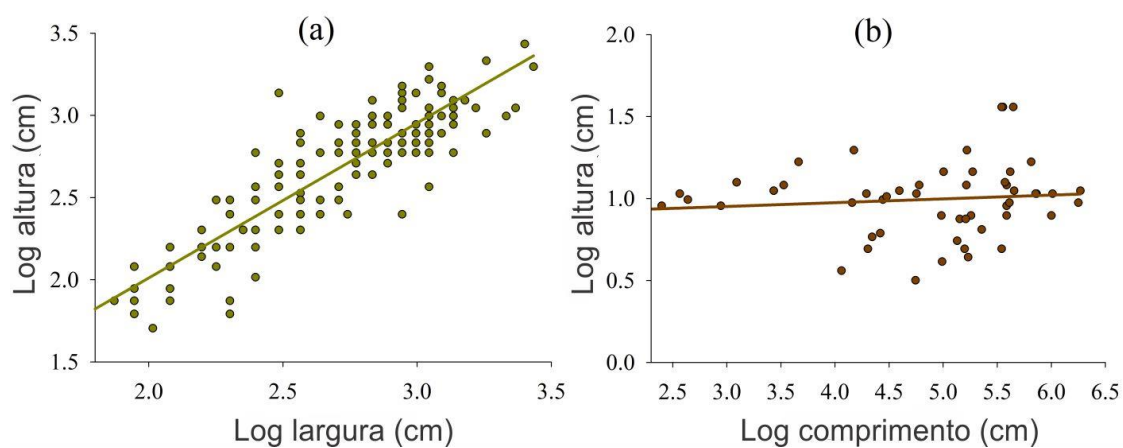 (a)
Log altura (cm)
3.5
3.0
2.5
2.0
1.5
2.0 2.5 3.0 3.5
Log largura (cm)
(b)
Log altura (cm)
2.0
1.5
1.0
0.5
0.0
2.5 3.0 3.5 4.0 4.5 5.0 5.5 6.0 6.5
Log comprimento (cm)